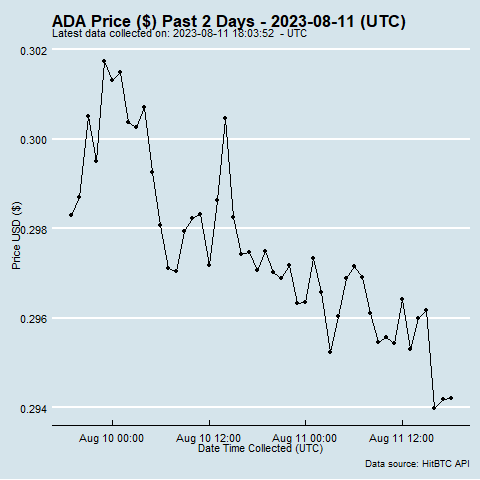 ADA Price ($) Past 2 Days - 2023-08-11 (UTC)
Latest data collected on: 2023-08-11 18:03:52 - UTC
0.302
0.300
0.298
0.296
0.294
Price USD ($)
Aug 10 00:00 Aug 10 12:00 Aug 11 00:00 Aug 11 12:00
Date Time Collected (UTC)
Data source: HitBTC API